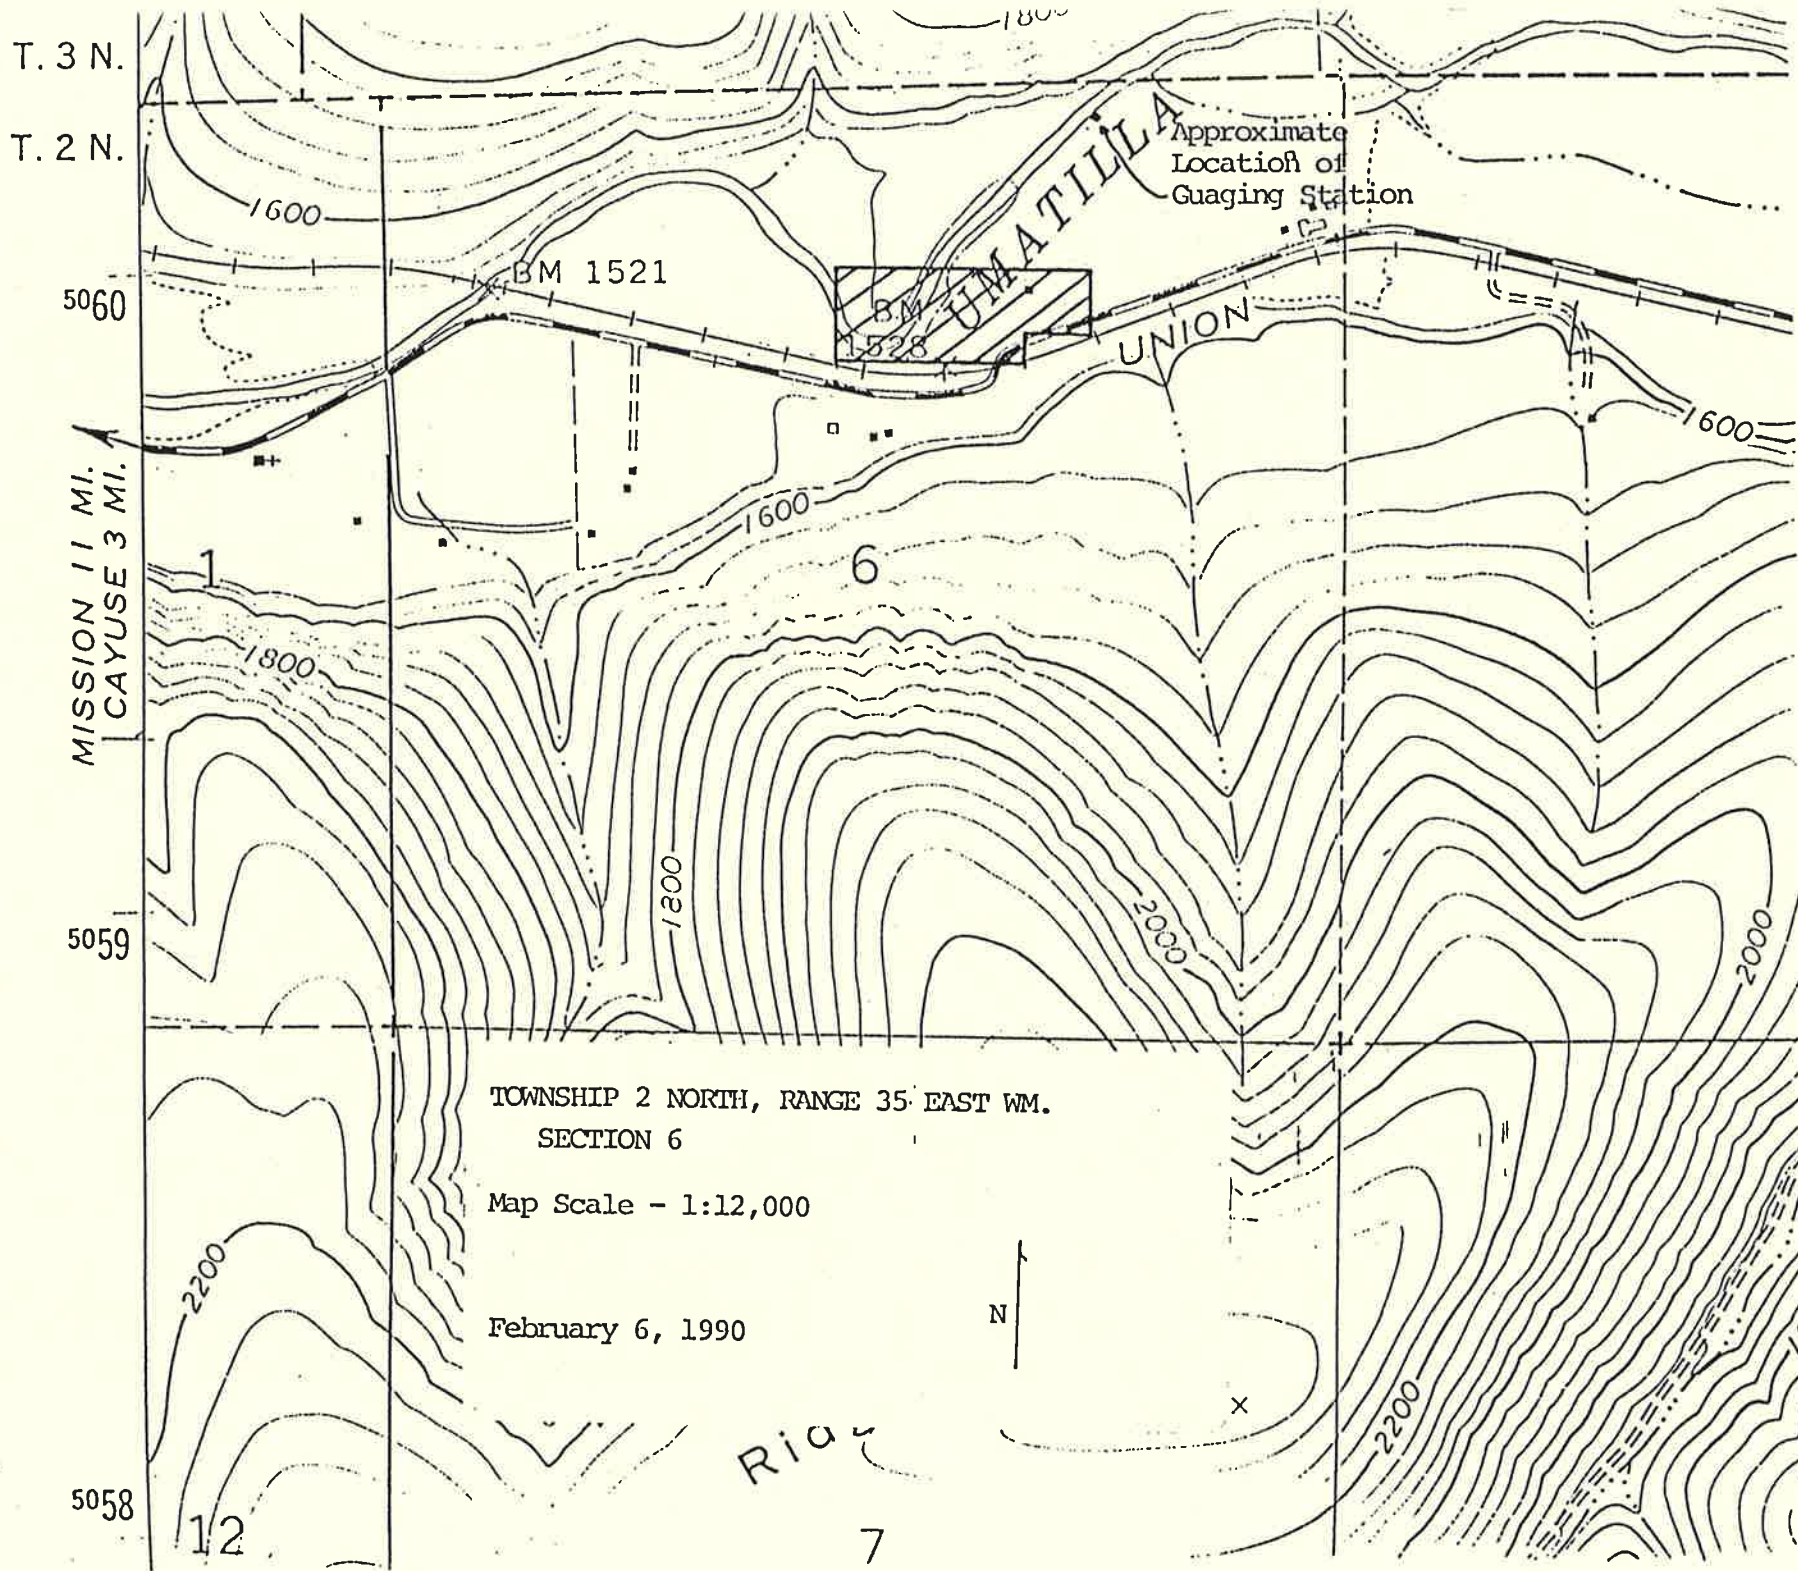 1800
T. 3 N.
T. 2 N.
Approximate
Location of
Guaging Station
UMATILLA
1600
BM 1521
5060
BM
1528
UNION
1600
1600
MISSION 11 MI.
CAYUSE 3 MI.
1
6
1800
1800
2000
2000
5059
TOWNSHIP 2 NORTH, RANGE 35 EAST WM.
SECTION 6
Map Scale - 1:12,000
2200
N
February 6, 1990
2200
5058
12
7